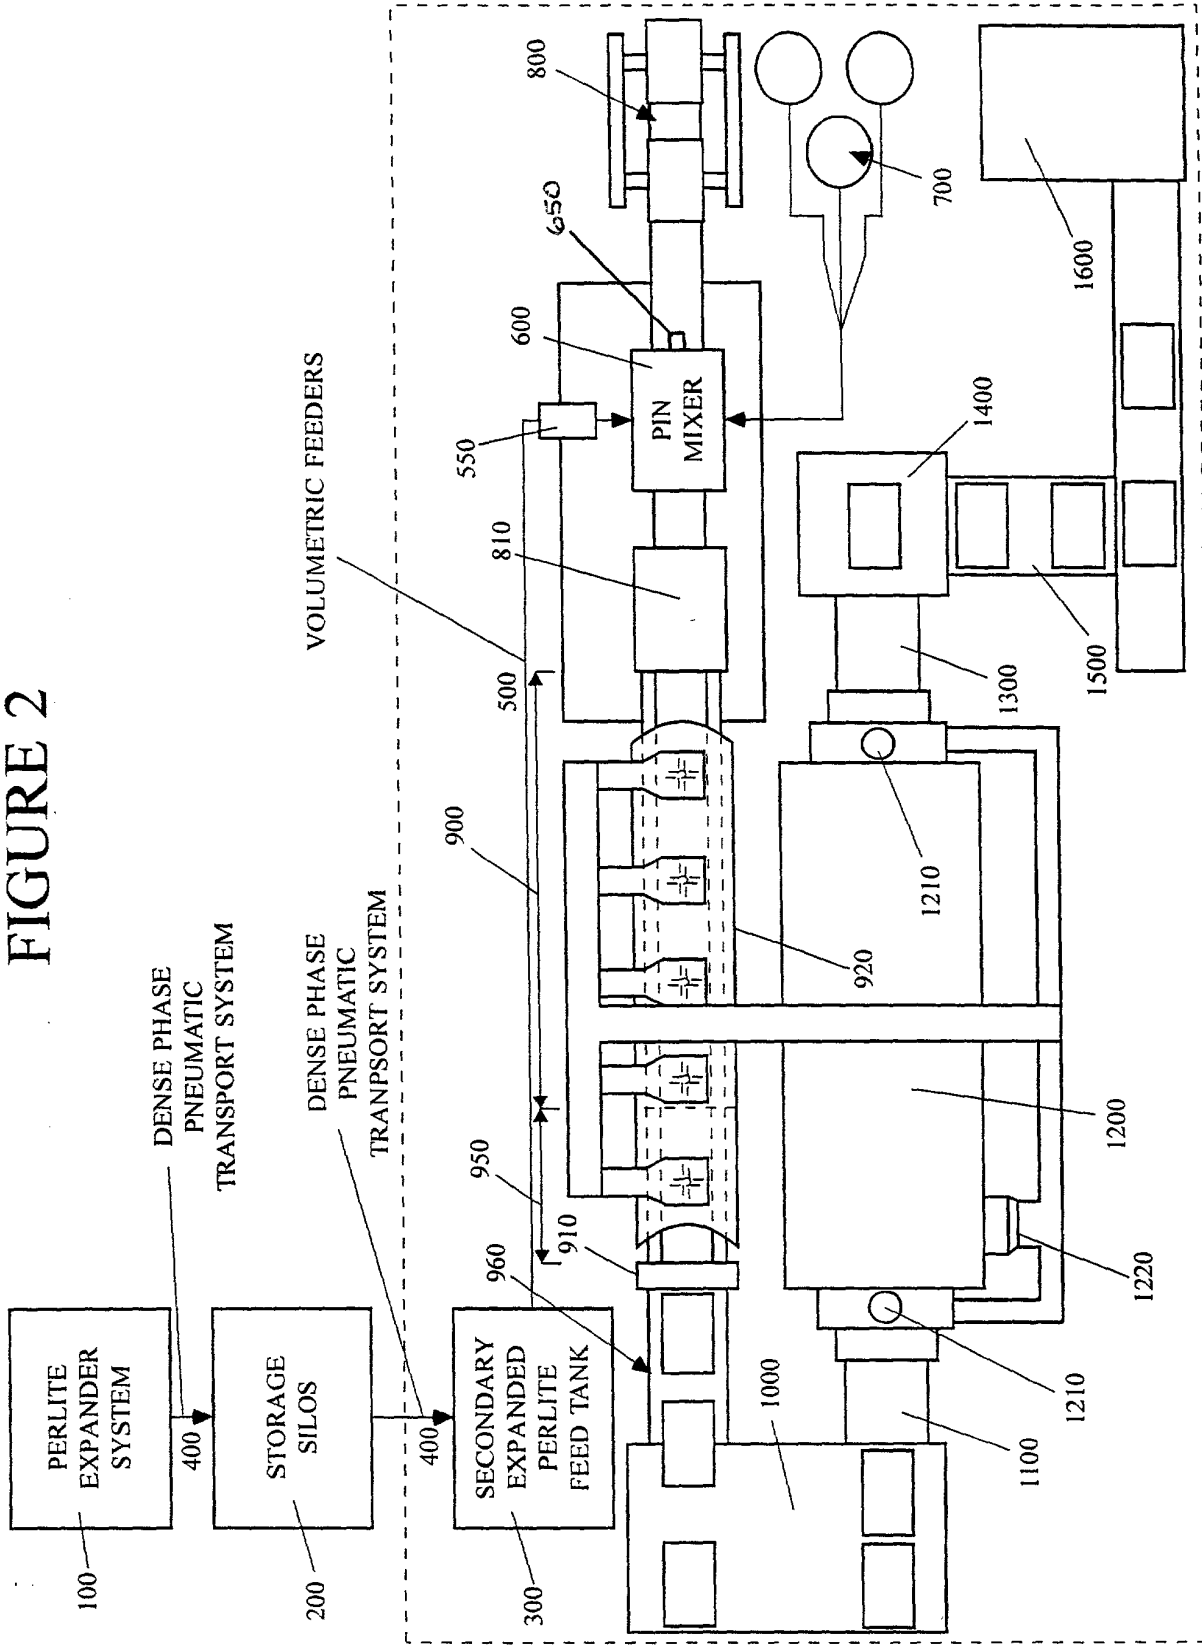 FIGURE 2
PERLITE
EXPANDER
SYSTEM
100
DENSE PHASE
PNEUMATIC
TRANSPORT SYSTEM
400
STORAGE
SILOS
200
DENSE PHASE
PNEUMATIC
TRANPSORT SYSTEM
400
SECONDARY
EXPANDED
PERLITE
FEED TANK
300
VOLUMETRIC FEEDERS
500
550
600
650
800
PIN
MIXER
810
700
900
950
910
960
920
1000
1100
1210
1220
1200
1210
1300
1400
1500
1600